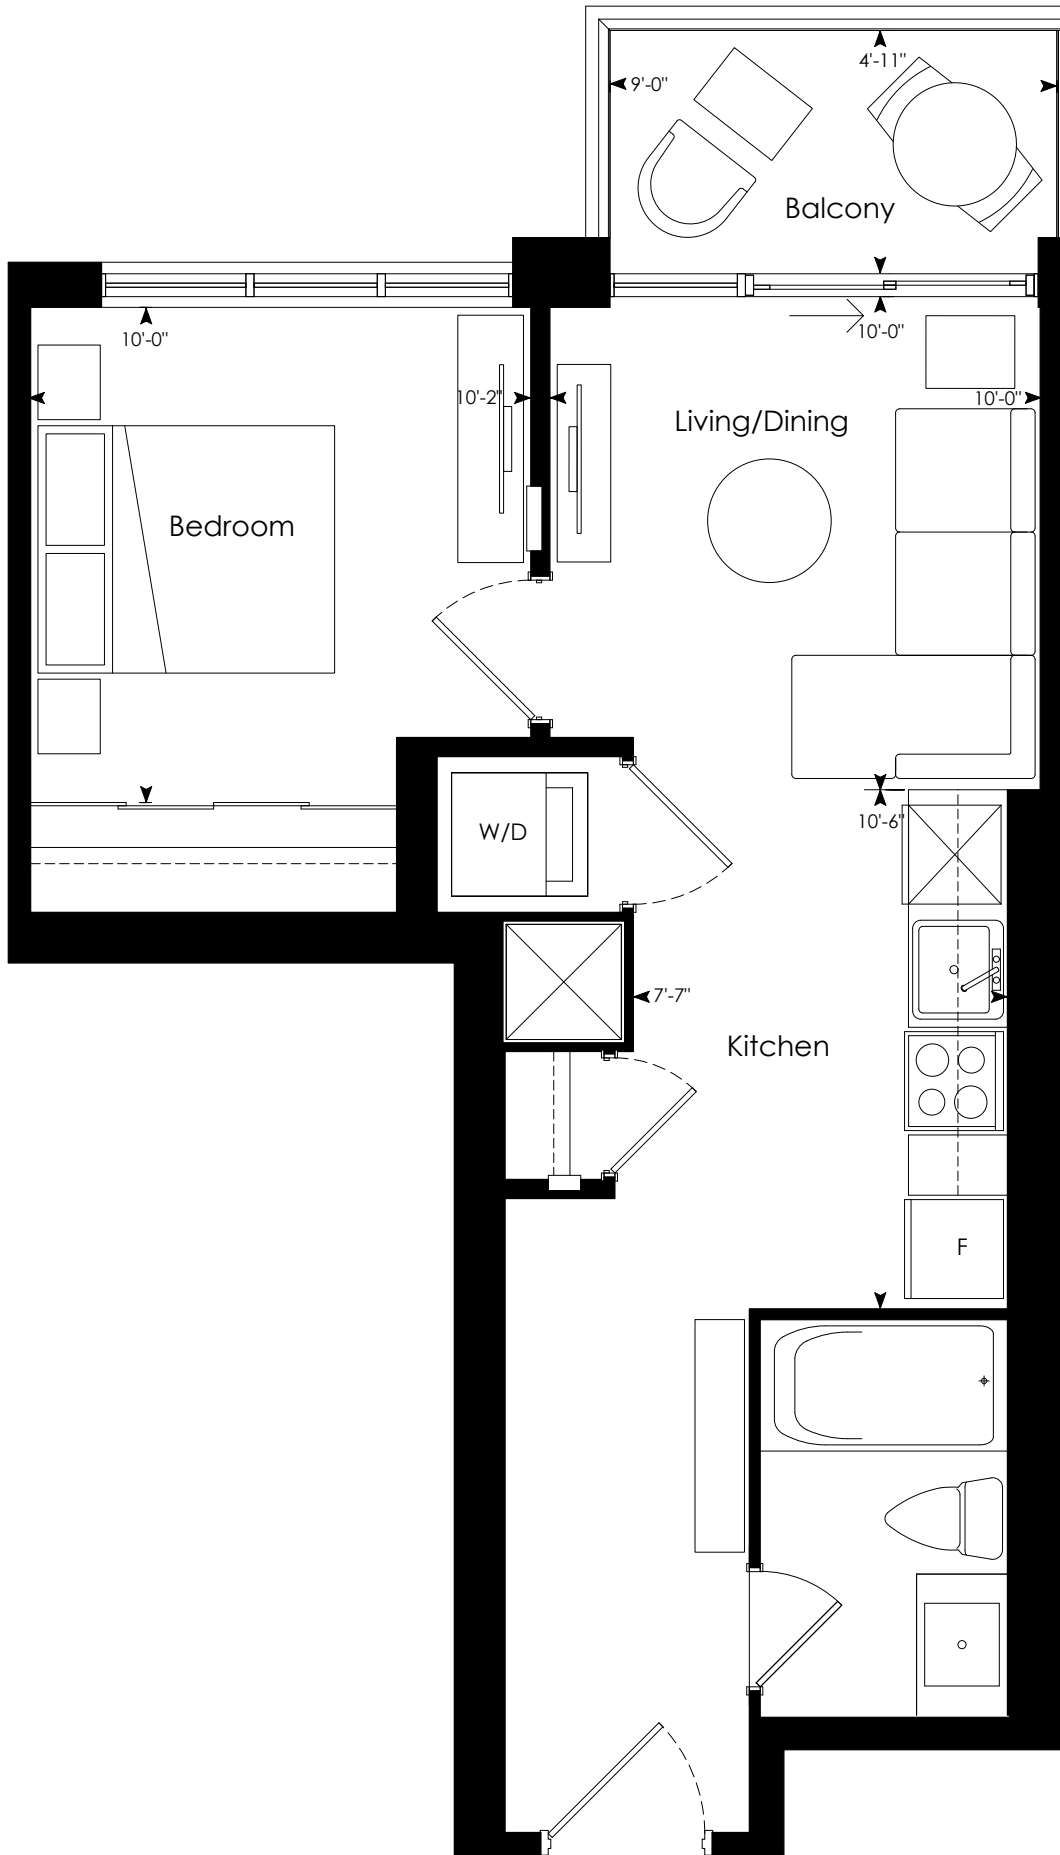 4'-11"
9'-0"
Balcony
10'-0"
10'-0"
10'-2"
10'-0"
Living/Dining
Bedroom
10'-6"
W/D
7'-7"
Kitchen
F